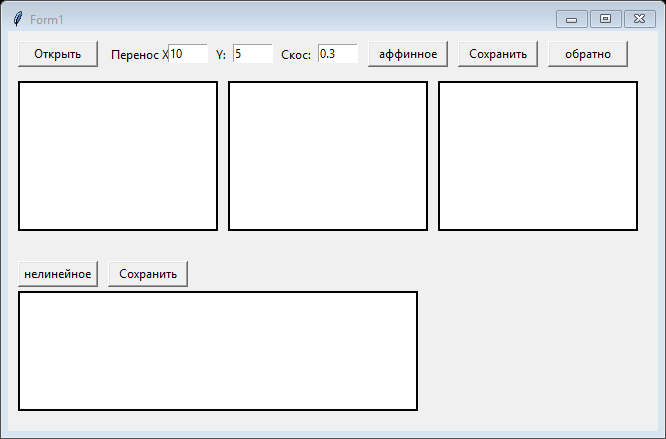 Form1
Открыть Перенос X 10 Y: 5 Скос: 0.3 аффинное Сохранить обратно
нелинейное Сохранить